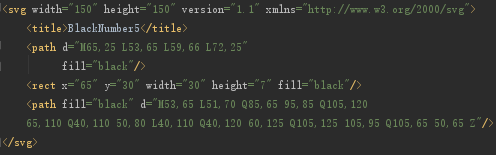 <svg width="150" height="150" version="1.1" xmlns="http://www.w3.org/2000/svg">
<title>BlackNumber5</title>
<path d="M65,25 L53,65 L59,66 L72,25"
fill="black"/>
<rect x="65" y="30" width="30" height="7" fill="black"/>
<path fill="black" d="M53,65 L51,70 Q85,65 95,85 Q105,120
65,110 Q40,110 50,80 L40,110 Q40,120 60,125 Q105,125 105,95 Q105,65 50,65 Z"/>
</svg>